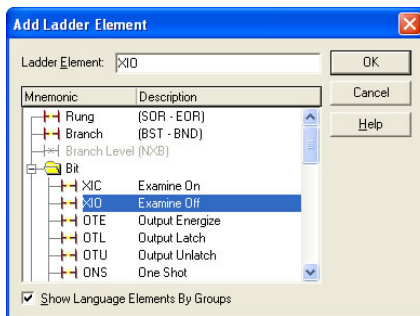 Add Ladder Element
Ladder Element: XIO
OK
Cancel
Help
Mnemonic Description
Rung (SOR - EOR)
Branch (BST - BND)
Branch Level (NXB)
Bit
XIC Examine On
XIO Examine Off
OTE Output Energize
OTL Output Latch
OTU Output Unlatch
ONS One Shot
Show Language Elements By Groups